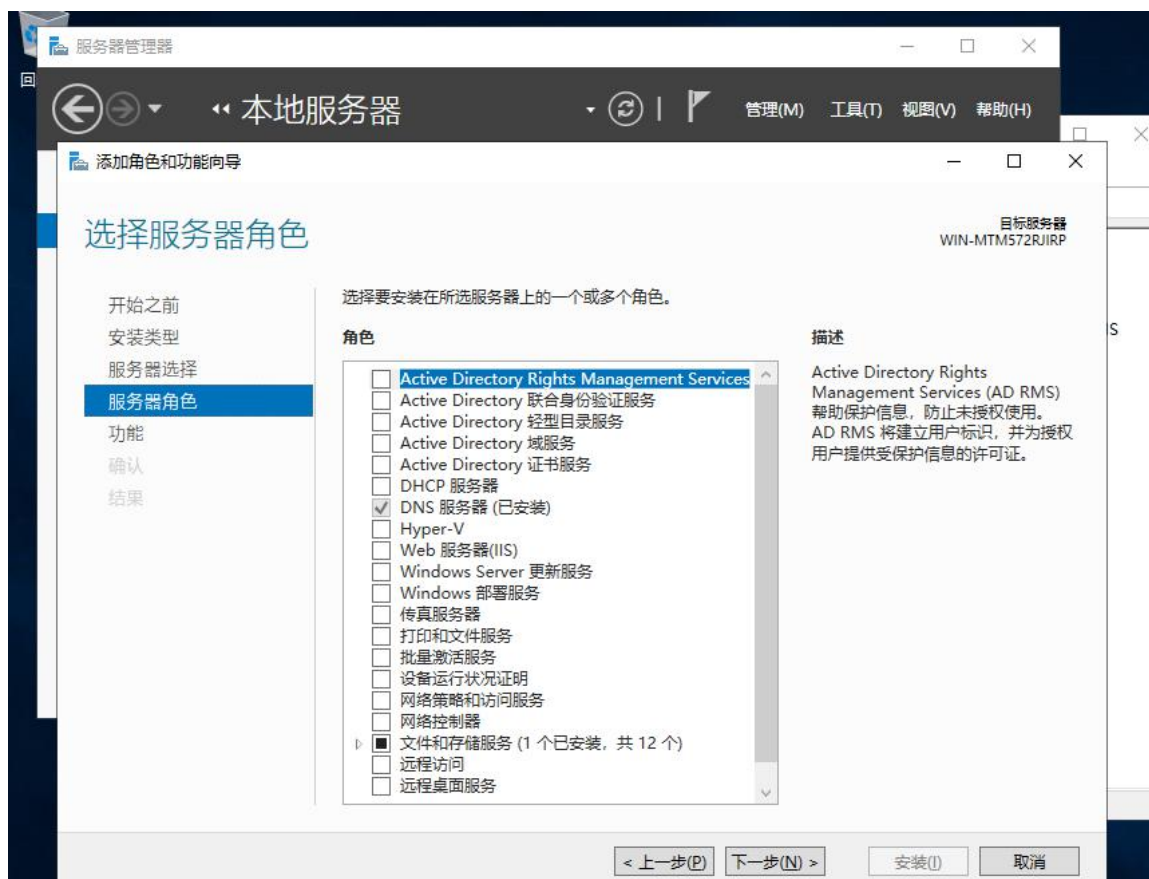 回
服务器管理器
本地服务器
管理(M) 工具(T) 视图(V) 帮助(H)
添加角色和功能向导
选择服务器角色
目标服务器
WIN-MTM572RJIRP
开始之前
安装类型
服务器选择
服务器角色
功能
确认
结果
选择要安装在所选服务器上的一个或多个角色。
角色
Active Directory Rights Management Services
Active Directory 联合身份验证服务
Active Directory 轻型目录服务
Active Directory 域服务
Active Directory 证书服务
DHCP 服务器
DNS 服务器 (已安装)
Hyper-V
Web 服务器(IIS)
Windows Server 更新服务
Windows 部署服务
传真服务器
打印和文件服务
批量激活服务
设备运行状况证明
网络策略和访问服务
网络控制器
文件和存储服务 (1 个已安装，共 12 个)
远程访问
远程桌面服务
描述
Active Directory Rights
Management Services (AD RMS)
帮助保护信息，防止未授权使用。
AD RMS 将建立用户标识，并为授权
用户提供受保护信息的许可证。
S
< 上一步(P) 下一步(N) > 安装(I) 取消